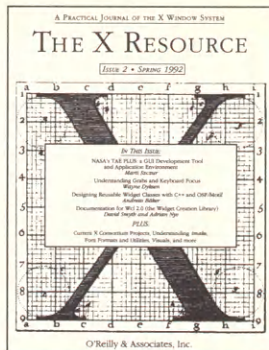 A PRACTICAL JOURNAL OF THE X WINDOW SYSTEM
THE X RESOURCE
ISSUE 2 • SPRING 1992
a b c d e f g h i
IN THIS ISSUE:
NASA's TAE PLUS: a GUI Development Tool
and Application Environment
Marti Szczur
Understanding Grabs and Keyboard Focus
Wayne Dyksen
Designing Reusable Widget Classes with C++ and OSF/Motif
Andreas Bäker
Documentation for Wcl 2.0 (the Widget Creation Library)
David Smyth and Adrian Nye
PLUS:
Current X Consortium Projects, Understanding imake,
Font Formats and Utilities, Visuals, and more
a b c d e f g h i
O'Reilly & Associates, Inc.